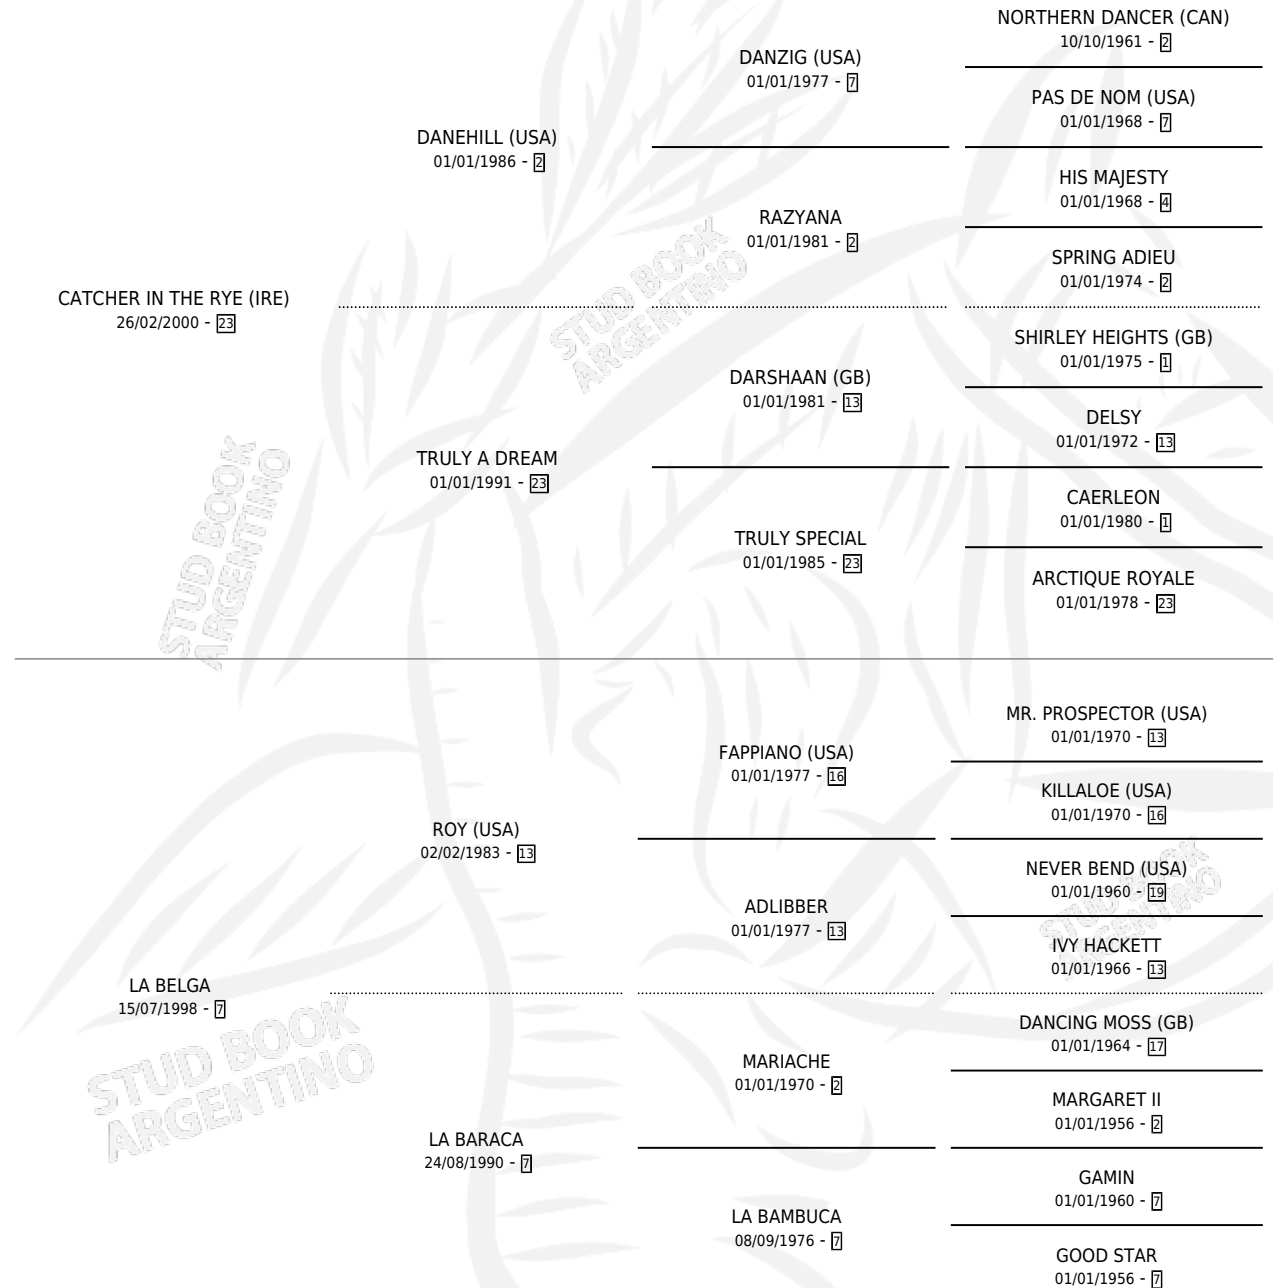 NORTHERN DANCER (CAN)
10/10/1961 - 2
DANZIG (USA)
01/01/1977 - 7
PAS DE NOM (USA)
01/01/1968 - 7
DANEHILL (USA)
01/01/1986 - 2
HIS MAJESTY
01/01/1968 - 4
RAZYANA
01/01/1981 - 2
SPRING ADIEU
01/01/1974 - 2
CATCHER IN THE RYE (IRE)
26/02/2000 - 23
STUD BOOK
ARGENTINO
SHIRLEY HEIGHTS (GB)
01/01/1975 - 1
DARSHAAN (GB)
01/01/1981 - 13
DELSY
01/01/1972 - 13
TRULY A DREAM
01/01/1991 - 23
CAERLEON
01/01/1980 - 1
TRULY SPECIAL
01/01/1985 - 23
ARCTIQUE ROYALE
01/01/1978 - 23
STUD BOOK
ARGENTINO
MR. PROSPECTOR (USA)
01/01/1970 - 13
FAPPIANO (USA)
01/01/1977 - 16
KILLALOE (USA)
01/01/1970 - 16
ROY (USA)
02/02/1983 - 13
NEVER BEND (USA)
01/01/1960 - 19
ADLIBBER
01/01/1977 - 13
STUD BOOK
ARGENTINO
IVY HACKETT
01/01/1966 - 13
LA BELGA
15/07/1998 - 7
DANCING MOSS (GB)
01/01/1964 - 17
MARIACHE
01/01/1970 - 2
MARGARET II
01/01/1956 - 2
STUD BOOK
ARGENTINO
LA BARACA
24/08/1990 - 7
GAMIN
01/01/1960 - 7
LA BAMBUCA
08/09/1976 - 7
GOOD STAR
01/01/1956 - 7